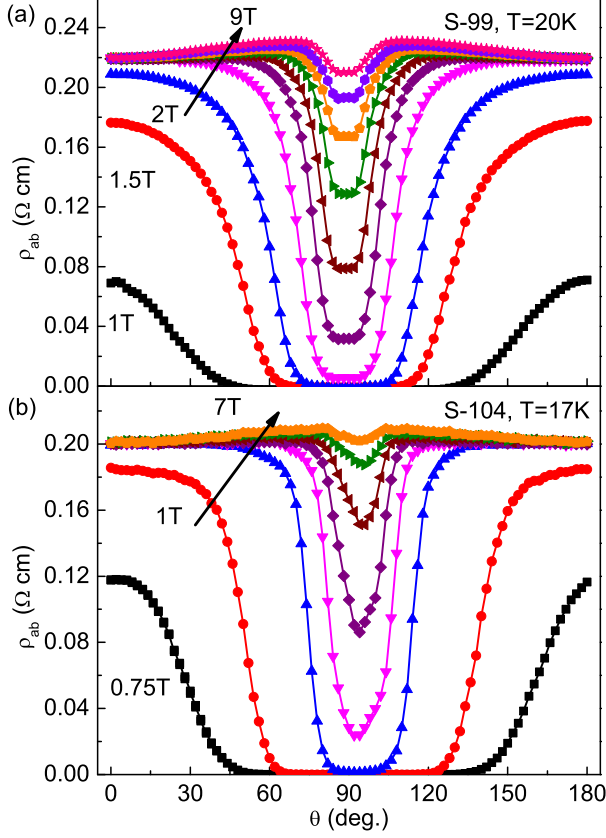 (a)
9T
S-99, T=20K
2T
1.5T
1T
ρab (Ω cm)
0.24
0.20
0.16
0.12
0.08
0.04
0.00
(b)
7T
S-104, T=17K
1T
0.75T
ρab (Ω cm)
0.20
0.16
0.12
0.08
0.04
0.00
0 30 60 90 120 150 180
θ (deg.)